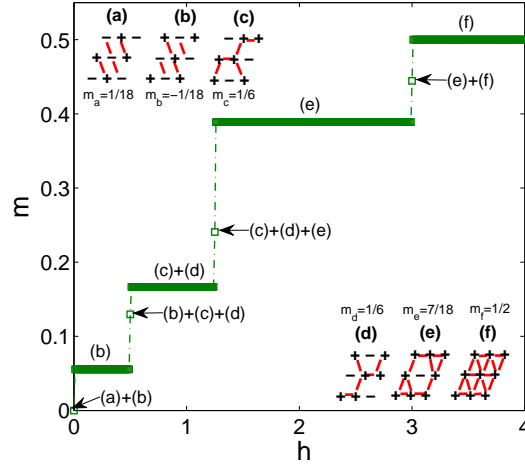 (a) (b) (c)
m_a=1/18 m_b=−1/18 m_c=1/6
(f)
(e)+(f)
(e)
(c)+(d)+(e)
(c)+(d)
(b)+(c)+(d)
(b)
(a)+(b)
m_d=1/6 m_e=7/18 m_f=1/2
(d) (e) (f)
0.5
0.4
0.3
0.2
0.1
0
m
0 1 2 3 4
h